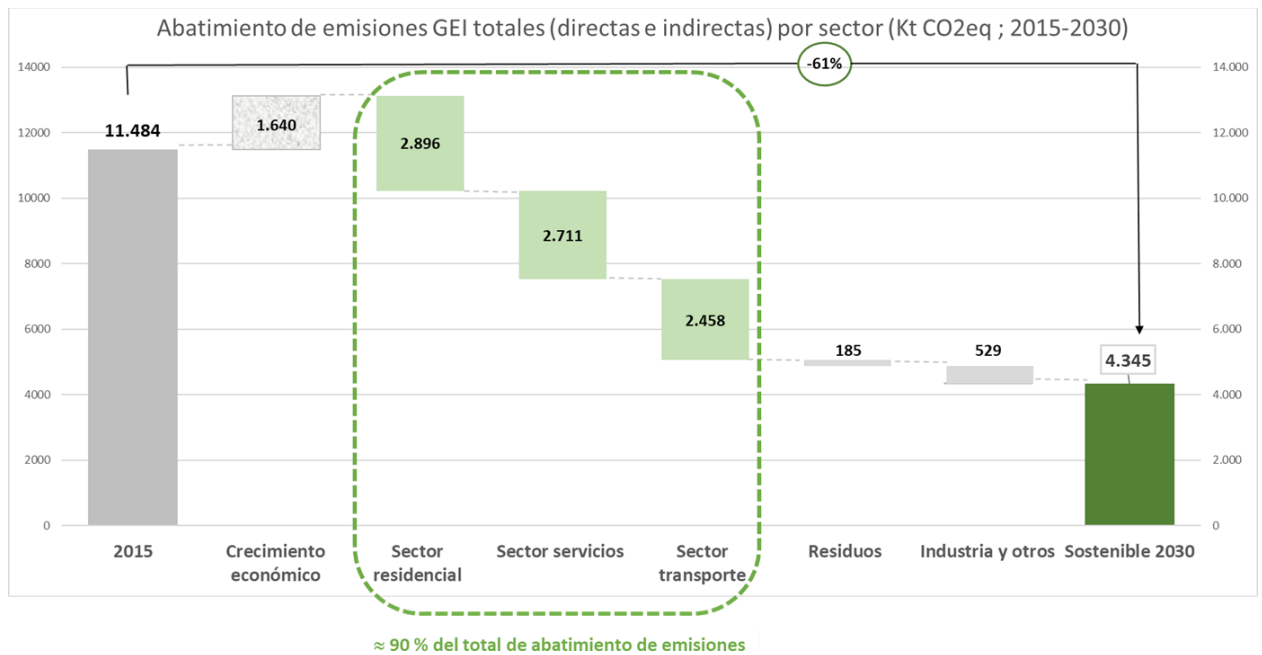 Abatimiento de emisiones GEI totales (directas e indirectas) por sector (Kt CO2eq ; 2015-2030)
-61%
14000
12000
10000
8000
6000
4000
2000
0
14.000
12.000
10.000
8.000
6.000
4.000
2.000
0
11.484
1.640
2.896
2.711
2.458
185
529
4.345
2015
Crecimiento
económico
Sector
residencial
Sector servicios
Sector
transporte
Residuos
Industria y otros
Sostenible 2030
≈ 90 % del total de abatimiento de emisiones